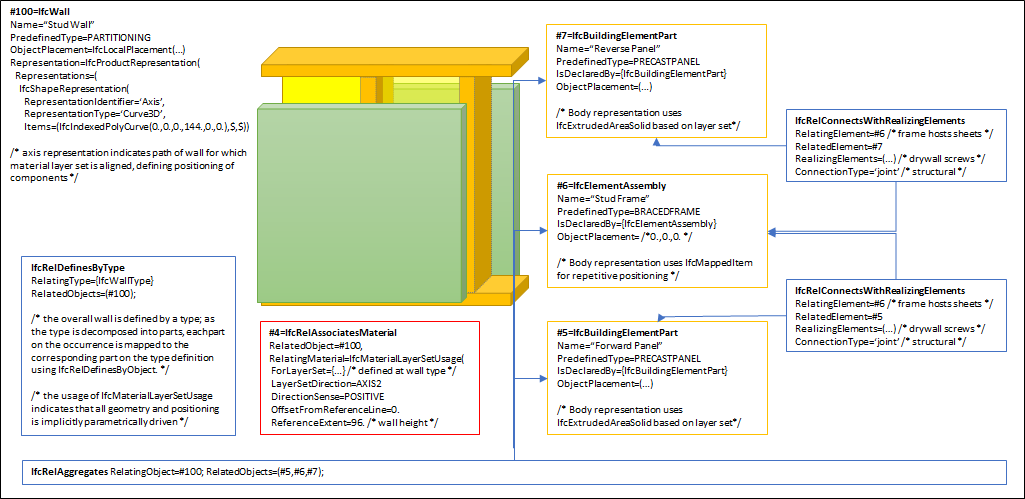 #100=IfcWall
Name=“Stud Wall”
PredefinedType=PARTITIONING
ObjectPlacement=IfcLocalPlacement(…)
Representation=IfcProductRepresentation(
Representations=(
IfcShapeRepresentation(
RepresentationIdentifier=‘Axis’,
RepresentationType=‘Curve3D’,
Items=(IfcIndexedPolyCurve(0.,0.,0.,144.,0.,0.),$,$))
/* axis representation indicates path of wall for which
material layer set is aligned, defining positioning of
components */
IfcRelDefinesByType
RelatingType={IfcWallType}
RelatedObjects=(#100);
/* the overall wall is defined by a type; as
the type is decomposed into parts, eachpart
on the occurrence is mapped to the
corresponding part on the type definition
using IfcRelDefinesByObject. */
/* the usage of IfcMaterialLayerSetUsage
indicates that all geometry and positioning
is implicitly parametrically driven */
#4=IfcRelAssociatesMaterial
RelatedObject=#100,
RelatingMaterial=IfcMaterialLayerSetUsage(
ForLayerSet={…} /* defined at wall type */
LayerSetDirection=AXIS2
DirectionSense=POSITIVE
OffsetFromReferenceLine=0.
ReferenceExtent=96. /* wall height */
#7=IfcBuildingElementPart
Name=“Reverse Panel”
PredefinedType=PRECASTPANEL
IsDeclaredBy={IfcBuildingElementPart}
ObjectPlacement=(…)
/* Body representation uses
IfcExtrudedAreaSolid based on layer set*/
#6=IfcElementAssembly
Name=“Stud Frame”
PredefinedType=BRACEDFRAME
IsDeclaredBy={IfcElementAssembly}
ObjectPlacement= /*0.,0.,0. */
/* Body representation uses IfcMappedItem
for repetitive positioning */
#5=IfcBuildingElementPart
Name=“Forward Panel”
PredefinedType=PRECASTPANEL
IsDeclaredBy={IfcBuildingElementPart}
ObjectPlacement=(…)
/* Body representation uses
IfcExtrudedAreaSolid based on layer set*/
IfcRelConnectsWithRealizingElements
RelatingElement=#6 /* frame hosts sheets */
RelatedElement=#7
RealizingElements=(…) /* drywall screws */
ConnectionType=‘joint’ /* structural */
IfcRelConnectsWithRealizingElements
RelatingElement=#6 /* frame hosts sheets */
RelatedElement=#5
RealizingElements=(…) /* drywall screws */
ConnectionType=‘joint’ /* structural */
IfcRelAggregates RelatingObject=#100; RelatedObjects=(#5,#6,#7);